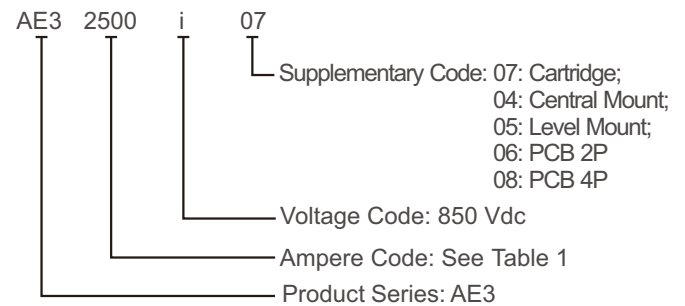 AE3 2500 i 07
Supplementary Code: 07: Cartridge;
04: Central Mount;
05: Level Mount;
06: PCB 2P
08: PCB 4P
Voltage Code: 850 Vdc
Ampere Code: See Table 1
Product Series: AE3